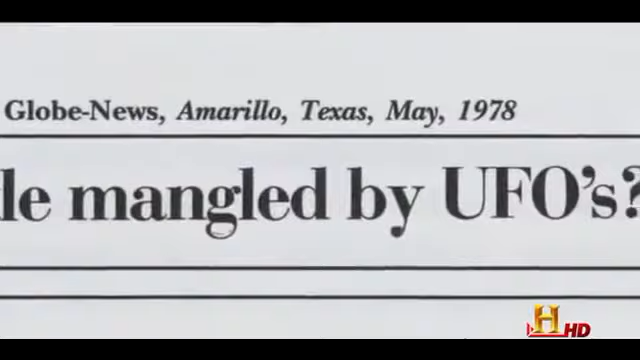 Globe-News, Amarillo, Texas, May, 1978
le mangled by UFO's?
H HD